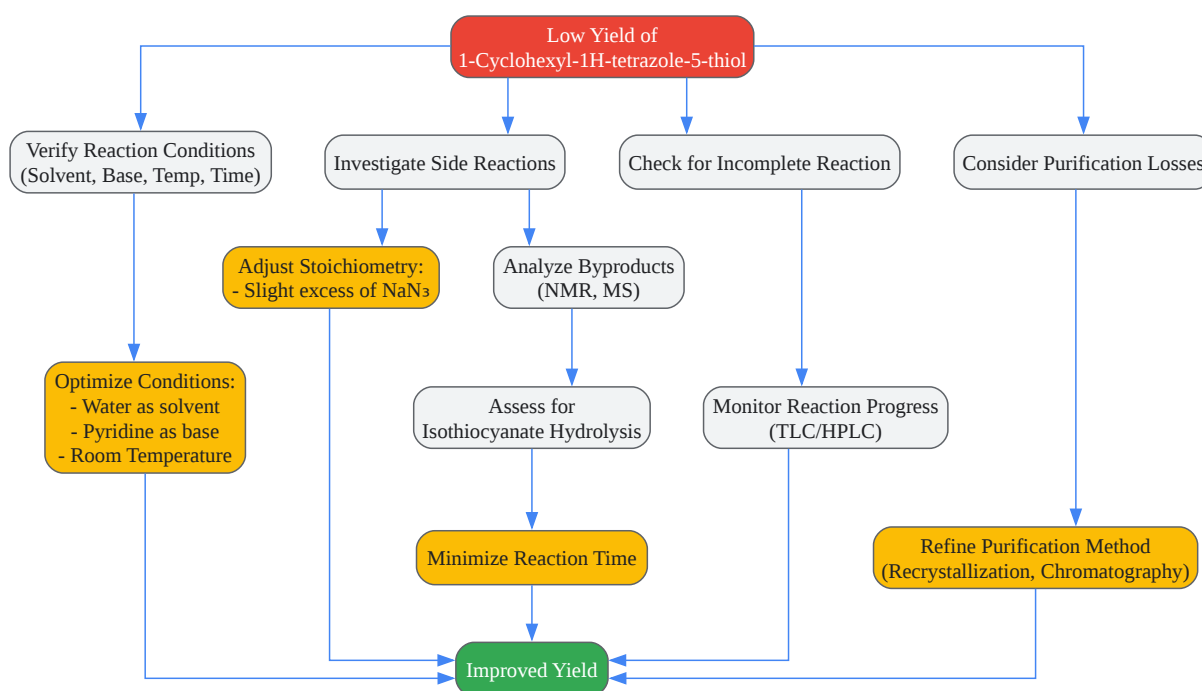 Low Yield of
1-Cyclohexyl-1H-tetrazole-5-thiol
Verify Reaction Conditions
(Solvent, Base, Temp, Time)
Investigate Side Reactions
Check for Incomplete Reaction
Consider Purification Losses
Adjust Stoichiometry:
- Slight excess of NaN₃
Analyze Byproducts
(NMR, MS)
Optimize Conditions:
- Water as solvent
- Pyridine as base
- Room Temperature
Assess for
Isothiocyanate Hydrolysis
Monitor Reaction Progress
(TLC/HPLC)
Minimize Reaction Time
Refine Purification Method
(Recrystallization, Chromatography)
Improved Yield